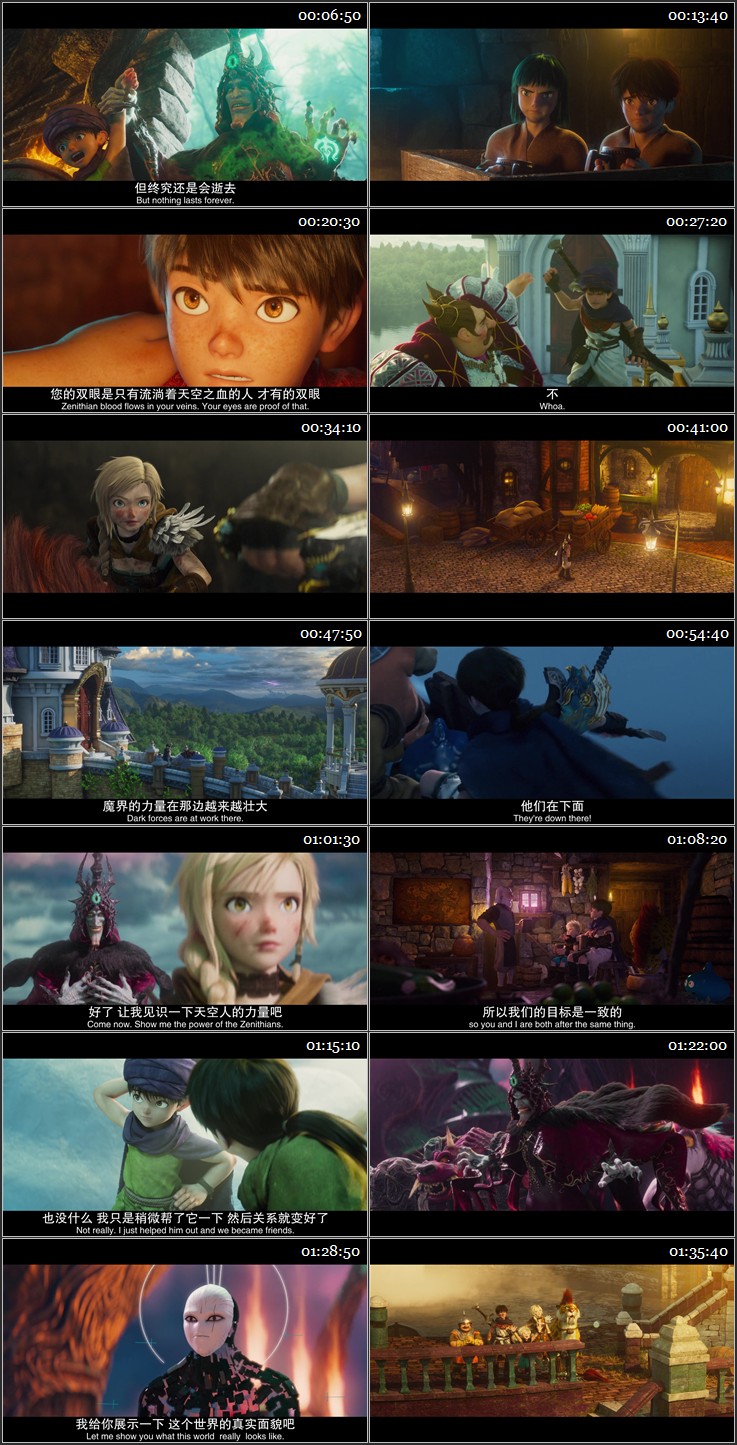 00:06:50
00:13:40
但终究还是会逝去
But nothing lasts forever.
00:20:30
00:27:20
您的双眼是只有流淌着天空之血的人 才有的双眼
Zenithian blood flows in your veins. Your eyes are proof of that.
不
Whoa.
00:34:10
00:41:00
00:47:50
00:54:40
魔界的力量在那边越来越壮大
Dark forces are at work there.
他们在下面
They're down there!
01:01:30
01:08:20
好了 让我见识一下天空人的力量吧
Come now. Show me the power of the Zenithians.
所以我们的目标是一致的
so you and I are both after the same thing.
01:15:10
01:22:00
也没什么 我只是稍微帮了它一下 然后关系就变好了
Not really. I just helped him out and we became friends.
01:28:50
01:35:40
我给你展示一下 这个世界的真实面貌吧
Let me show you what this world really looks like.